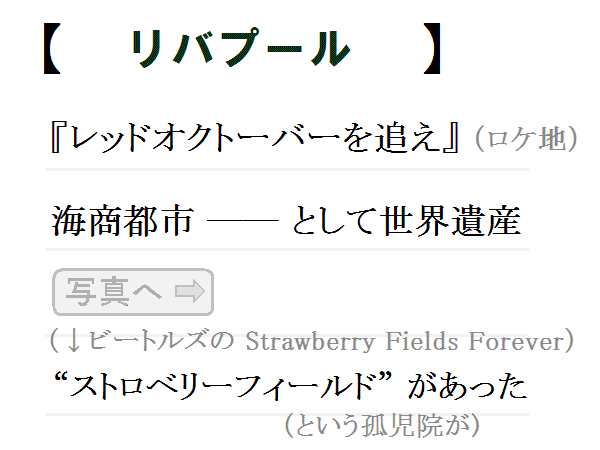 【 リバプール 】
『レッドオクトーバーを追え』（ロケ地）
海商都市 ─── として世界遺産
写真へ ⇨
（↓ビートルズの Strawberry Fields Forever）
“ストロベリーフィールド” があった
（という孤児院が）